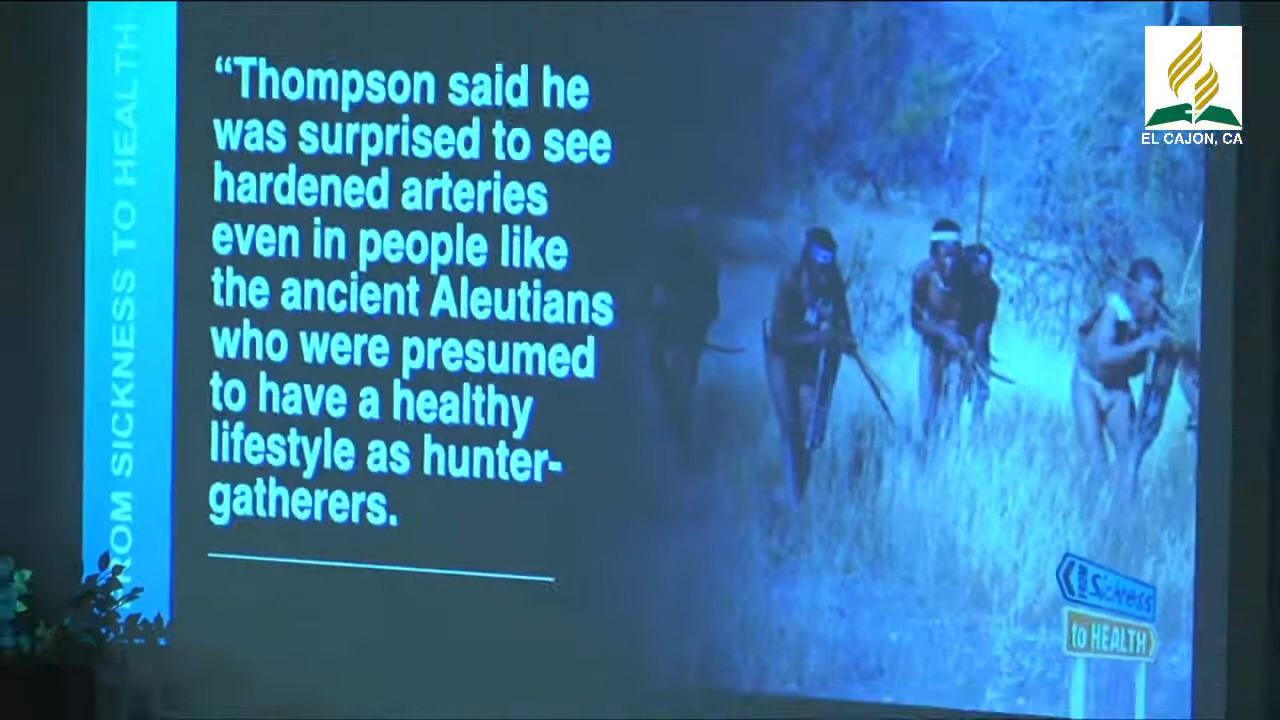 FROM SICKNESS TO HEALTH
“Thompson said he
was surprised to see
hardened arteries
even in people like
the ancient Aleutians
who were presumed
to have a healthy
lifestyle as hunter-
gatherers.
EL CAJON, CA
Sickness
to HEALTH